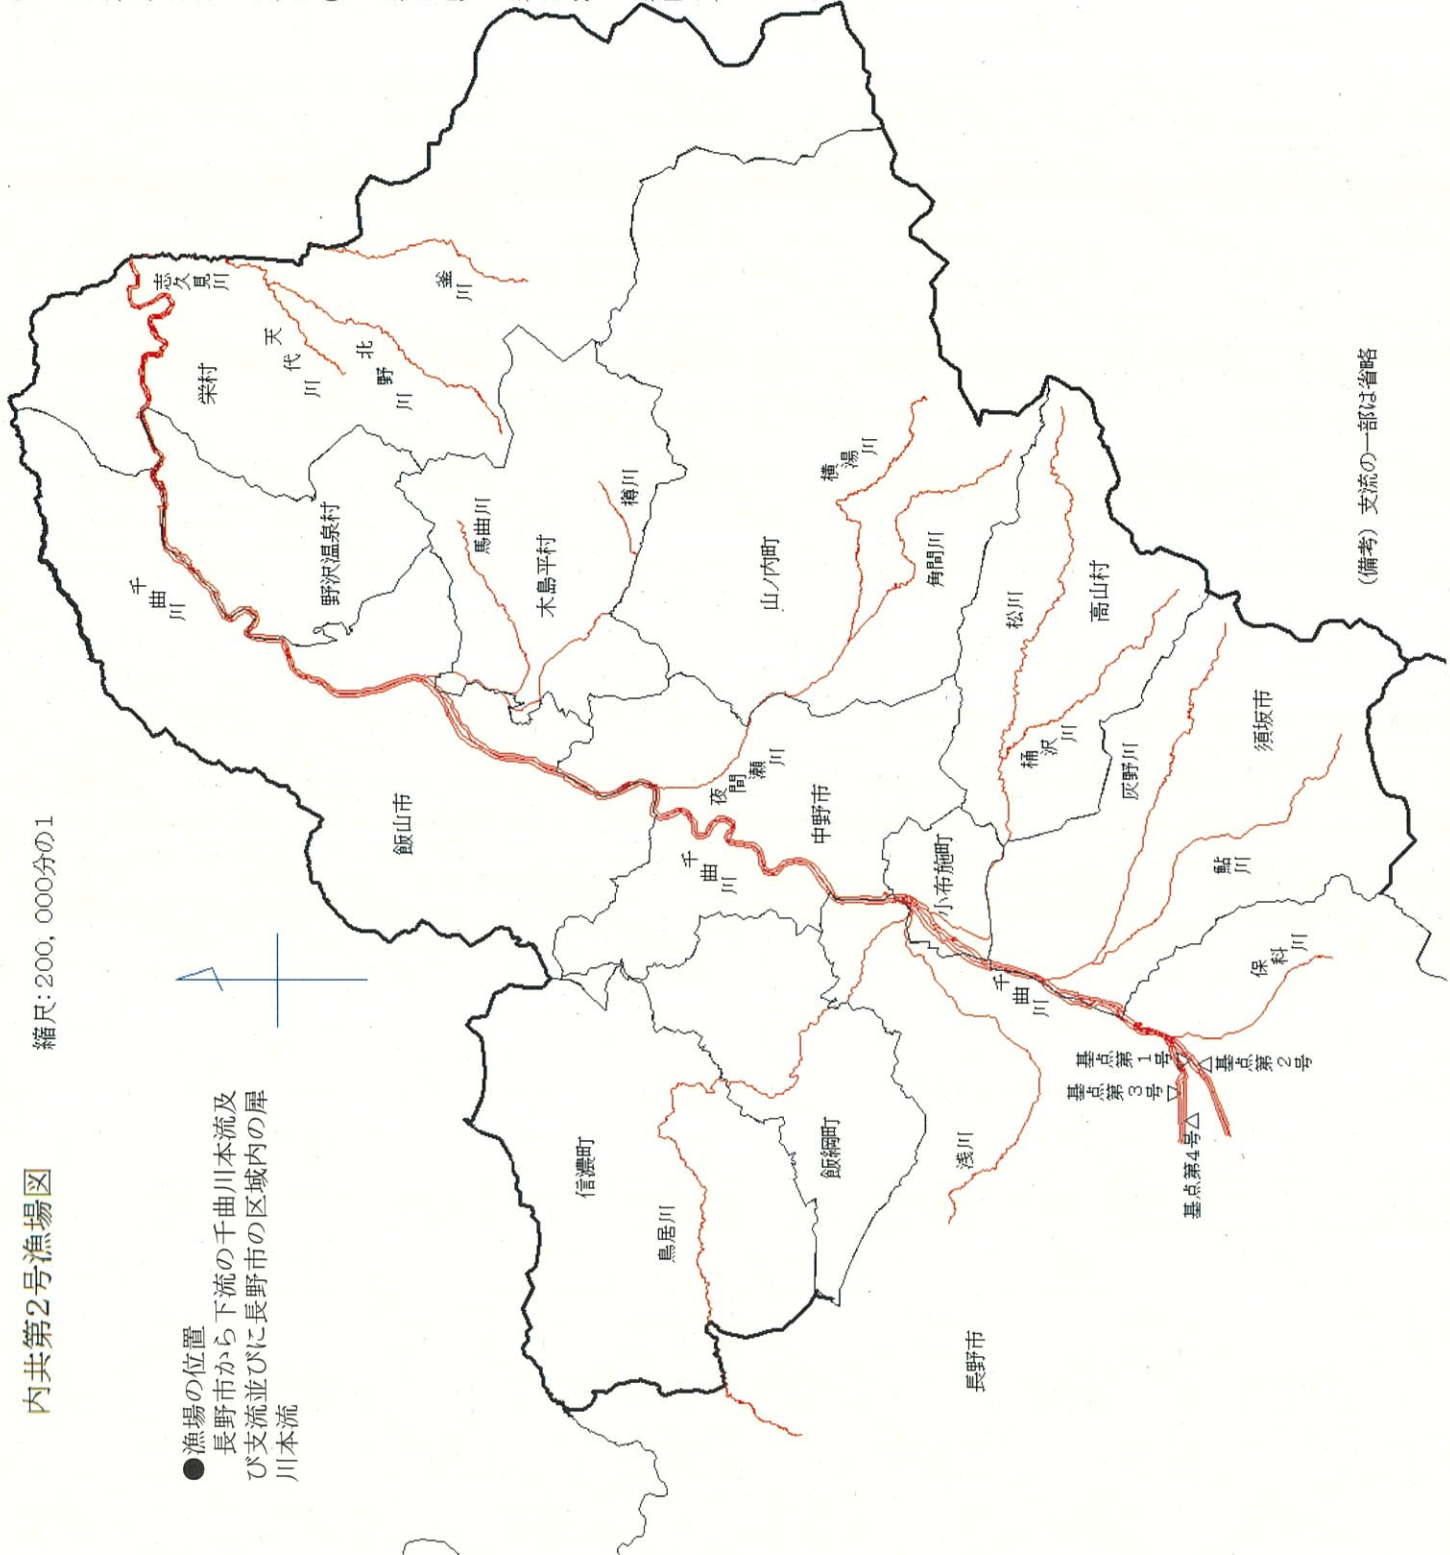 内共第2号漁場図
縮尺：200，000分の1
●漁場の位置
長野市から下流の千曲川本流及
び支流並びに長野市の区域内の犀
川本流
志久見川
釜川
天代川
北野川
栄村
野沢温泉村
千曲川
馬曲川
樽川
木島平村
飯山市
横湯川
角間川
山ノ内町
夜間瀬川
中野市
千曲川
松川
高山村
桶沢川
灰野川
須坂市
小布施町
鮎川
保科川
千曲川
信濃町
鳥居川
飯綱町
浅川
長野市
基点第1号
基点第2号
基点第3号
基点第4号
（備考）支流の一部は省略